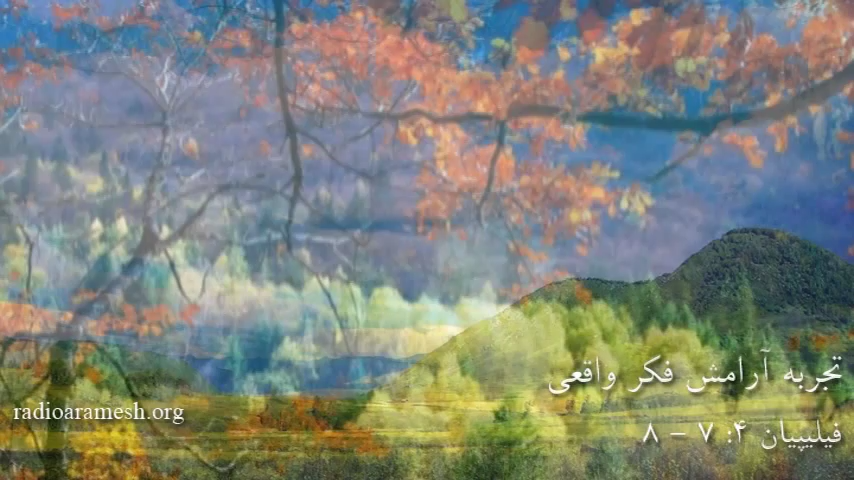 تجربه آرامش فکر واقعی
radioaramesh.org
فیلیپیان ۴: ۷ – ۸